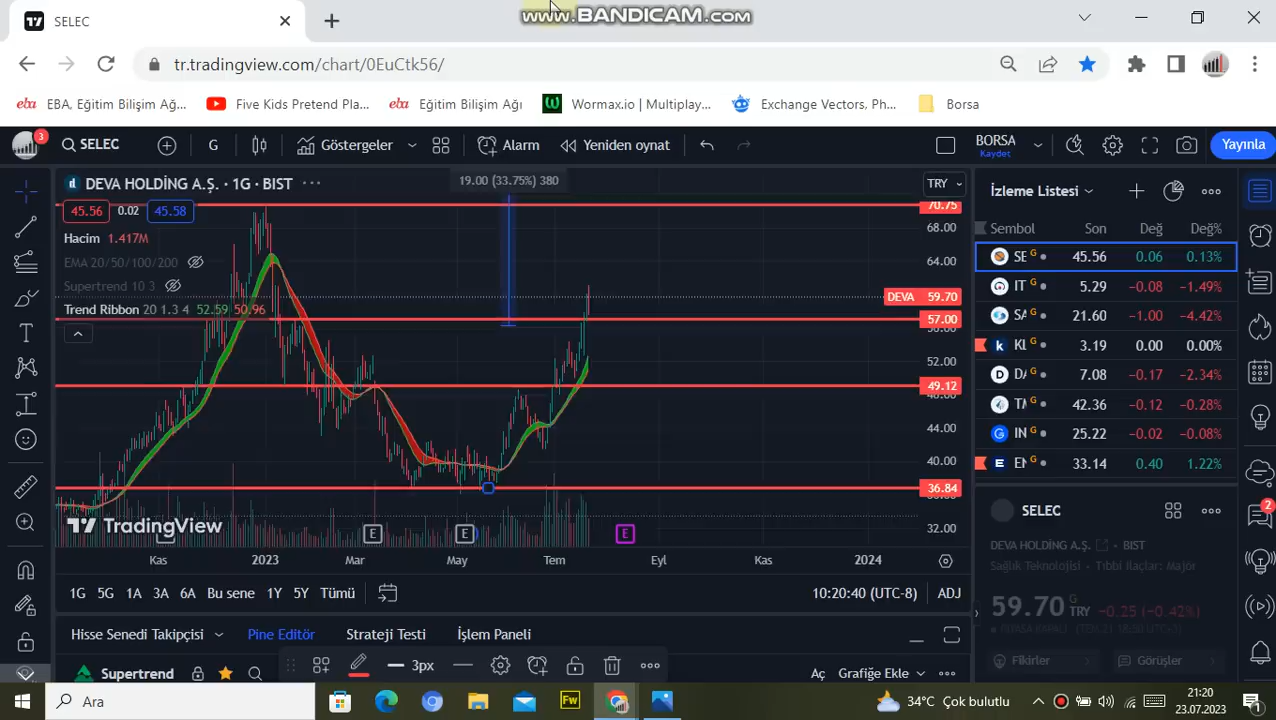 SELEC
www.BANDICAM.com
tr.tradingview.com/chart/0EuCtk56/
EBA, Eğitim Bilişim Ağ...
Five Kids Pretend Pla...
Eğitim Bilişim Ağı
Wormax.io | Multiplay...
Exchange Vectors, Ph...
Borsa
3
SELEC
G
Göstergeler
Alarm
Yeniden oynat
BORSA
Kaydet
Yayınla
DEVA HOLDİNG A.Ş. · 1G · BIST
19.00 (33.75%) 380
TRY
45.56 0.02 45.58
Hacim 1.417M
EMA 20/50/100/200
Supertrend 10 3
Trend Ribbon 20 1.3 4 52.59 50.96
70.75
68.00
64.00
DEVA 59.70
57.00
52.00
49.12
44.00
40.00
36.84
32.00
TradingView
E E E
Kas 2023 Mar May Tem Eyl Kas 2024
1G 5G 1A 3A 6A Bu sene 1Y 5Y Tümü
10:20:40 (UTC-8) ADJ
Hisse Senedi Takipçisi Pine Editör Strateji Testi İşlem Paneli
Supertrend
3px
Aç Grafiğe Ekle
İzleme Listesi
Sembol Son Değ Değ%
SE G 45.56 0.06 0.13%
IT G 5.29 −0.08 −1.49%
SA G 21.60 −1.00 −4.42%
KL G 3.19 0.00 0.00%
DA 7.08 −0.17 −2.34%
TA 42.36 −0.12 −0.28%
IN G 25.22 −0.02 −0.08%
EN G 33.14 0.40 1.22%
SELEC
DEVA HOLDİNG A.Ş. · BIST
Sağlık Teknolojisi · Tıbbi İlaçlar: Majör
59.70 G TRY −0.25 (−0.42%)
Fikirler Görüşler
2
Ara
Fw
34°C Çok bulutlu
21:20
23.07.2023
1